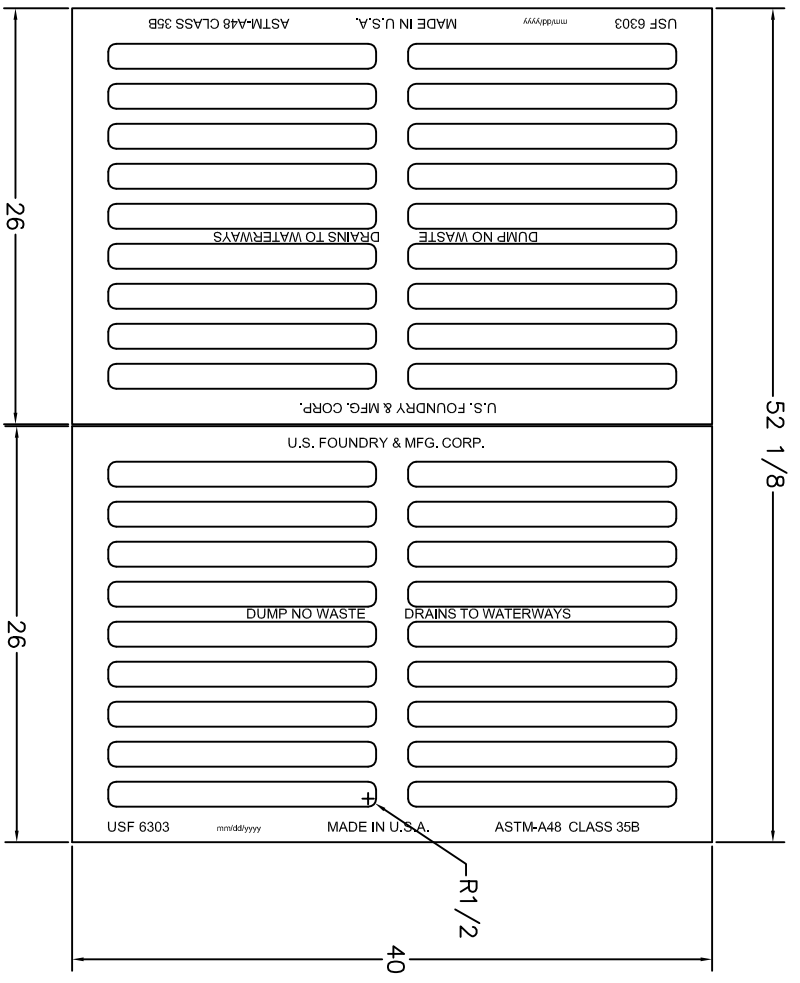 ASTM-A48 CLASS 35B MADE IN U.S.A. mm/dd/yyyy USF 6303
DRAINS TO WATERWAYS DUMP NO WASTE
U.S. FOUNDRY & MFG. CORP.
U.S. FOUNDRY & MFG. CORP.
DUMP NO WASTE DRAINS TO WATERWAYS
USF 6303 mm/dd/yyyy MADE IN U.S.A. ASTM-A48 CLASS 35B
26
26
52 1/8
R1/2
40